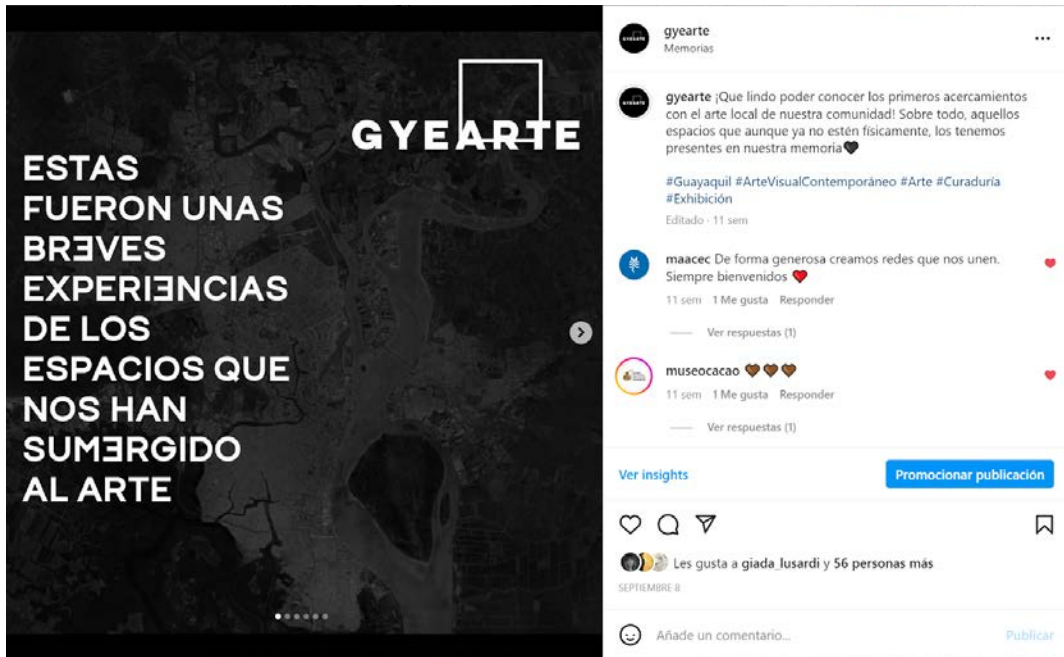 GYEARTE
ESTAS
FUERON UNAS
BRƎVES
EXPERIƎNCIAS
DE LOS
ESPACIOS QUE
NOS HAN
SUMƎRGIDO
AL ARTE
gyearte
Memorias
gyearte ¡Que lindo poder conocer los primeros acercamientos
con el arte local de nuestra comunidad! Sobre todo, aquellos
espacios que aunque ya no estén físicamente, los tenemos
presentes en nuestra memoria🖤
#Guayaquil #ArteVisualContemporáneo #Arte #Curaduría
#Exhibición
Editado · 11 sem
maacec De forma generosa creamos redes que nos unen.
Siempre bienvenidos ❤️
11 sem 1 Me gusta Responder
Ver respuestas (1)
museocacao 🤎🤎🤎
11 sem 1 Me gusta Responder
Ver respuestas (1)
Ver insights
Promocionar publicación
Les gusta a giada_lusardi y 56 personas más
SEPTIEMBRE 8
Añade un comentario...
Publicar